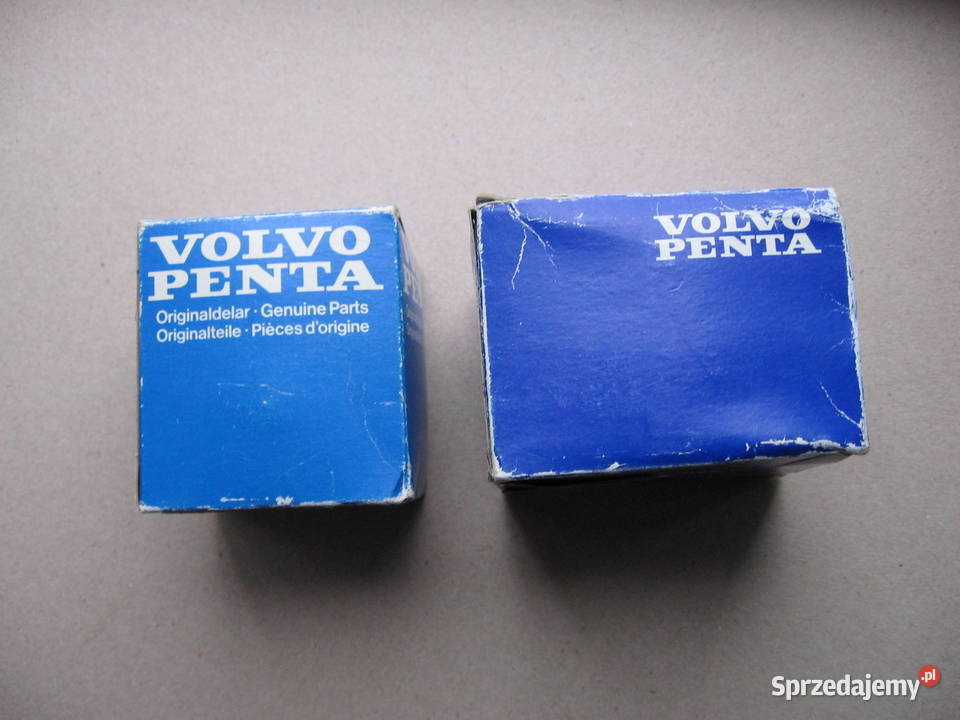 VOLVO
PENTA
Originaldelar · Genuine Parts
Originalteile · Pièces d'origine
VOLVO
PENTA
Sprzedajemy.pl